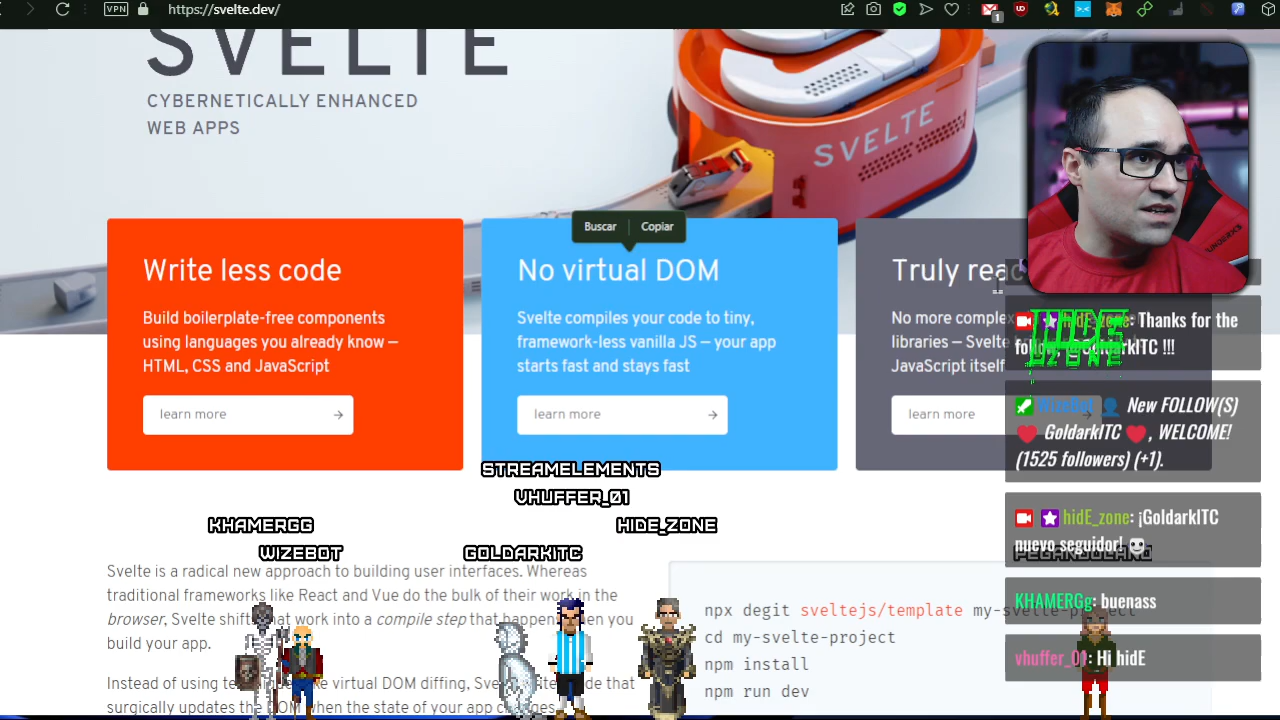 VPN
https://svelte.dev/
1
SVELTE
CYBERNETICALLY ENHANCED
WEB APPS
SVELTE
Buscar
Copiar
Write less code
Build boilerplate-free components
using languages you already know —
HTML, CSS and JavaScript
learn more
No virtual DOM
Svelte compiles your code to tiny,
framework-less vanilla JS — your app
starts fast and stays fast
learn more
Truly reac
No more complex
libraries — Svelte
JavaScript itself
learn more
hidE_zone: Thanks for the
follow, @GoldarkITC !!!
HIDE
ZONE
WizeBot New FOLLOW(S)
GoldarkITC , WELCOME!
(1525 followers) (+1).
hidE_zone: ¡GoldarkITC
nuevo seguidor!
KHAMERGg: buenass
vhuffer_01: Hi hidE
STREAMELEMENTS
VHUFFER_01
KHAMERGG
HIDE_ZONE
WIZEBOT
GOLDARKITC
Svelte is a radical new approach to building user interfaces. Whereas
traditional frameworks like React and Vue do the bulk of their work in the
browser, Svelte shifts that work into a compile step that happens when you
build your app.
Instead of using techniques like virtual DOM diffing, Svelte writes code that
surgically updates the DOM when the state of your app changes.
npx degit sveltejs/template my-svelte-project
cd my-svelte-project
npm install
npm run dev